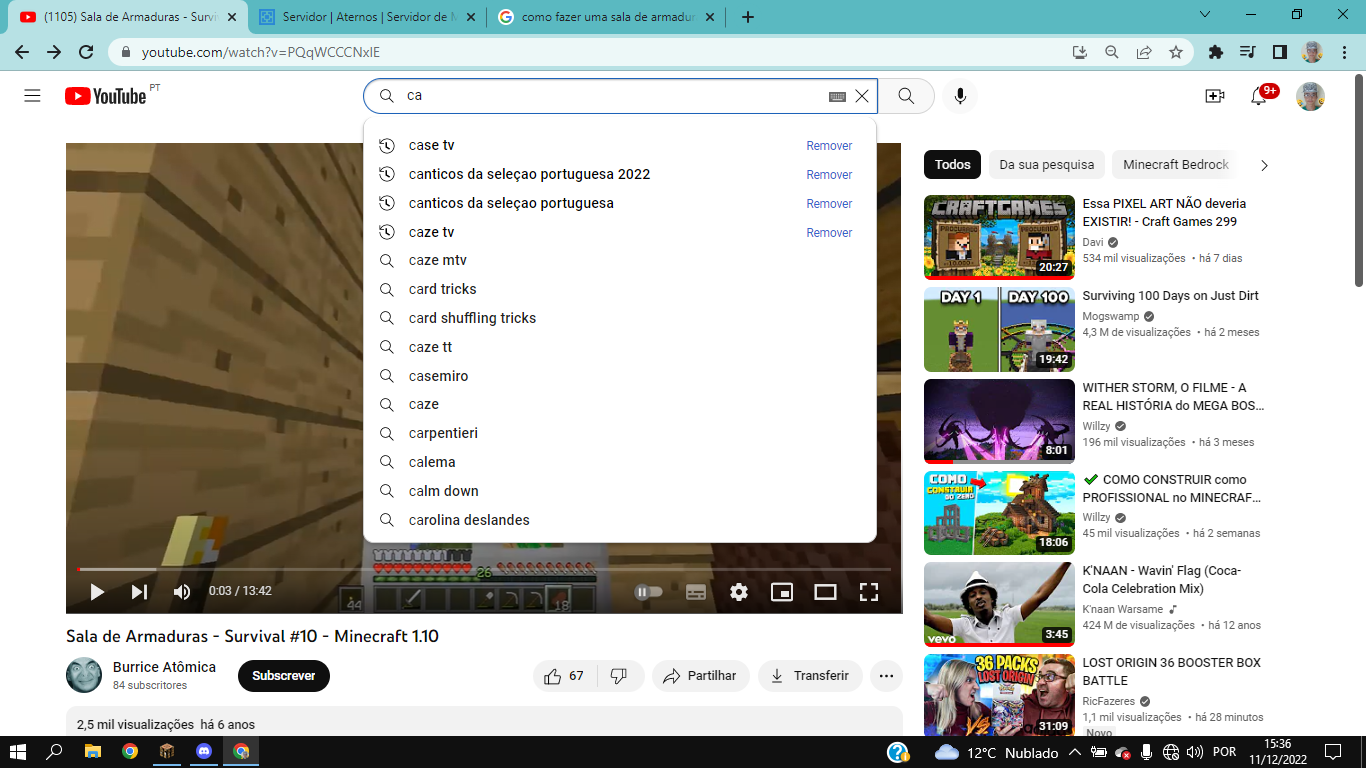 (1105) Sala de Armaduras - Survi
Servidor | Aternos | Servidor de M
como fazer uma sala de armadur
youtube.com/watch?v=PQqWCCCNxIE
YouTube PT
ca
9+
case tv Remover
canticos da seleçao portuguesa 2022 Remover
canticos da seleçao portuguesa Remover
caze tv Remover
caze mtv
card tricks
card shuffling tricks
caze tt
casemiro
caze
carpentieri
calema
calm down
carolina deslandes
26
44
18
0:03 / 13:42
Sala de Armaduras - Survival #10 - Minecraft 1.10
Burrice Atômica
84 subscritores
Subscrever
67
Partilhar
Transferir
2,5 mil visualizações há 6 anos
Todos
Da sua pesquisa
Minecraft Bedrock
CRAFTGAMES
PROCURADO
PROCURADO
20:27
Essa PIXEL ART NÃO deveria
EXISTIR! - Craft Games 299
Davi
534 mil visualizações • há 7 dias
DAY 1
DAY 100
19:42
Surviving 100 Days on Just Dirt
Mogswamp
4,3 M de visualizações • há 2 meses
8:01
WITHER STORM, O FILME - A
REAL HISTÓRIA do MEGA BOS...
Willzy
196 mil visualizações • há 3 meses
COMO
CONSTRUIR
DO ZERO
18:06
COMO CONSTRUIR como
PROFISSIONAL no MINECRAF...
Willzy
45 mil visualizações • há 2 semanas
vevo
3:45
K'NAAN - Wavin' Flag (Coca-
Cola Celebration Mix)
K'naan Warsame
424 M de visualizações • há 12 anos
36 PACKS
LOST ORIGIN
VS
31:09
LOST ORIGIN 36 BOOSTER BOX
BATTLE
RicFazeres
1,1 mil visualizações • há 28 minutos
Novo
12°C Nublado
POR
15:36
11/12/2022